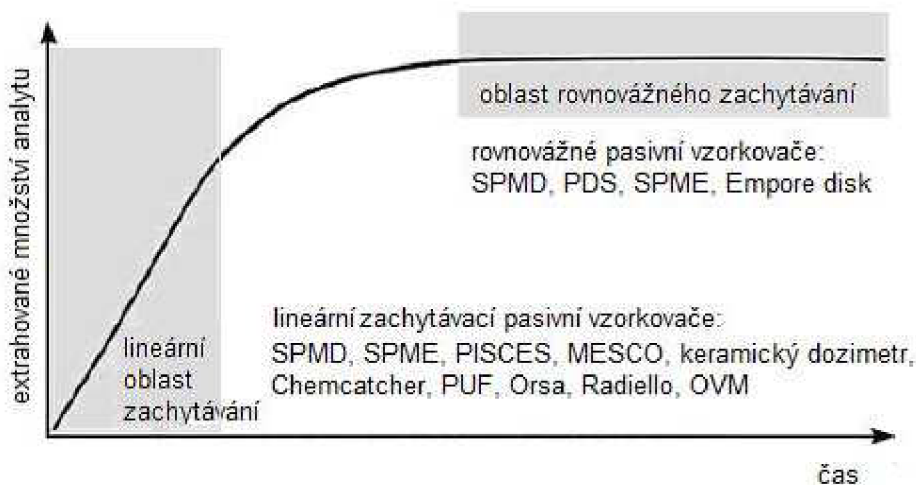 extrahované množství analytu
oblast rovnovážného zachytávání
rovnovážné pasivní vzorkovače:
SPMD, PDS, SPME, Empore disk
lineární zachytávací pasivní vzorkovače:
SPMD, SPME, PISCES, MESCO, keramický dozimetr,
Chemcatcher, PUF, Orsa, Radiello, OVM
lineární
oblast
zachytávání
čas